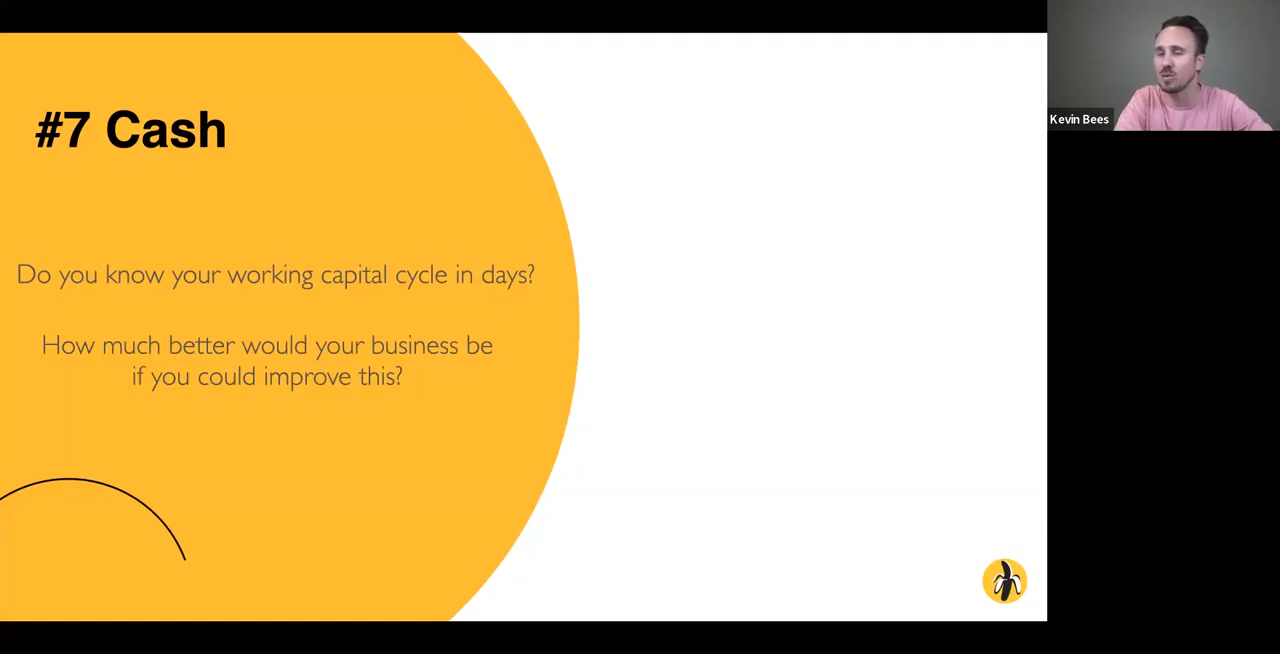 #7 Cash
Do you know your working capital cycle in days?
How much better would your business be
if you could improve this?
Kevin Bees